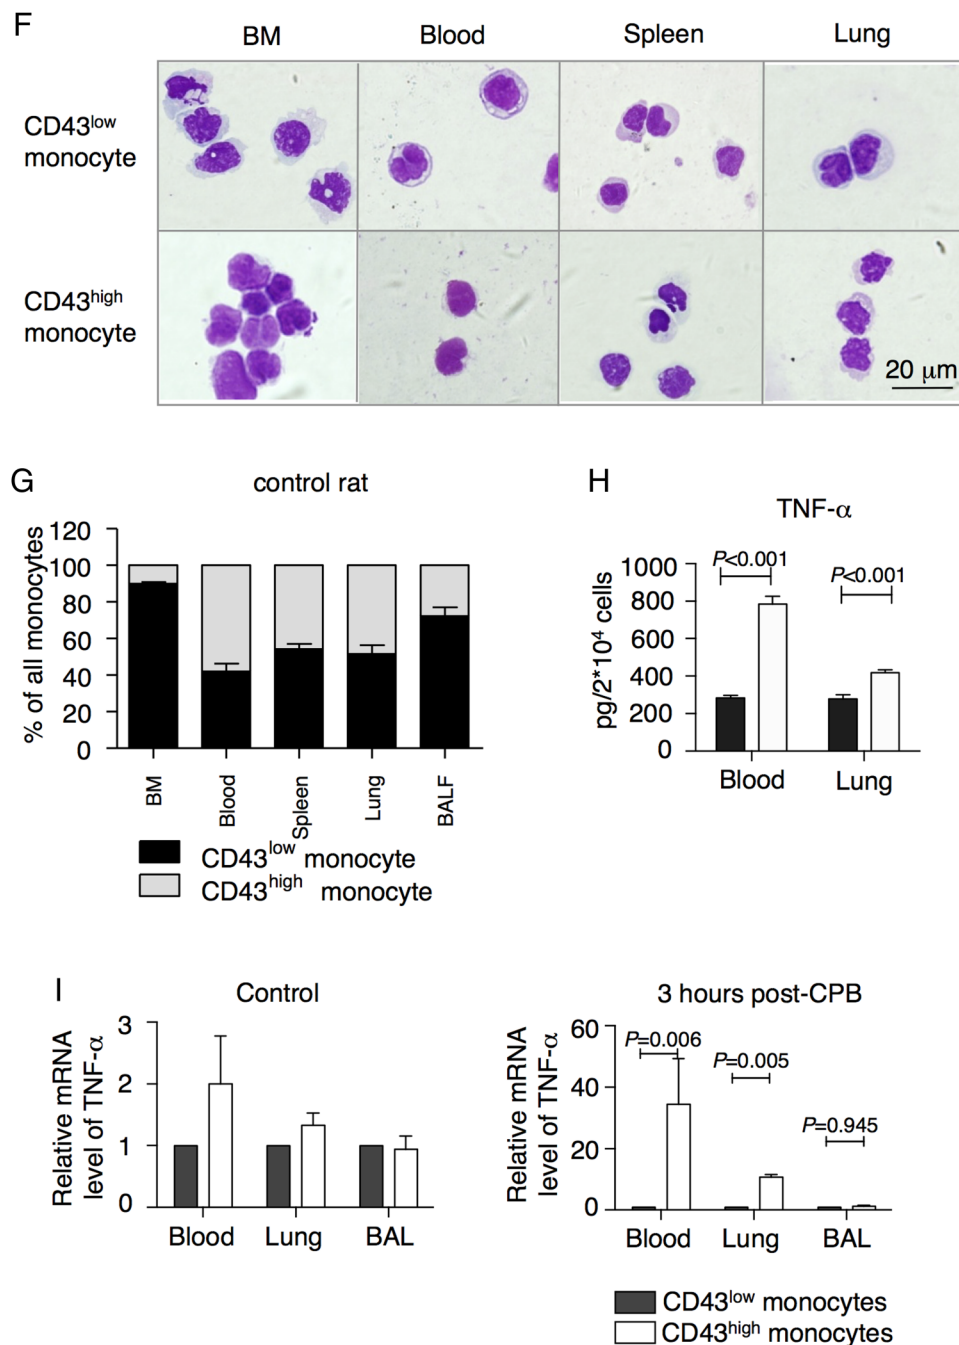 F
BM Blood Spleen Lung
CD43low
monocyte
CD43high
monocyte
20 μm
G
control rat
% of all monocytes
120
100
80
60
40
20
0
BM Blood Spleen Lung BALF
CD43low monocyte
CD43high monocyte
H
TNF-α
pg/2*10⁴ cells
1000
800
600
400
200
0
P<0.001
P<0.001
Blood Lung
I
Control
Relative mRNA
level of TNF-α
3
2
1
0
Blood Lung BAL
3 hours post-CPB
Relative mRNA
level of TNF-α
60
40
20
0
P=0.006
P=0.005
P=0.945
Blood Lung BAL
CD43low monocytes
CD43high monocytes